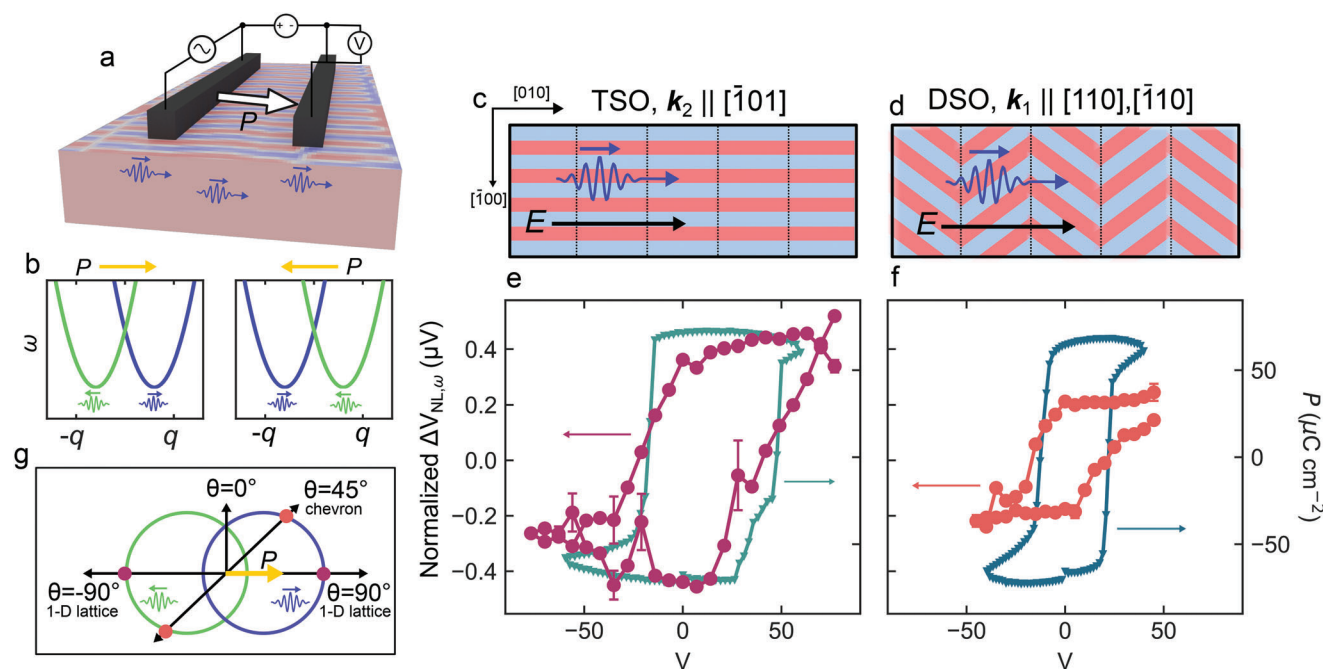 a
+ -
V
P
b
P
P
ω
-q
q
-q
q
c
[010]
[1̄00]
TSO, k₂ || [1̄01]
E
d
DSO, k₁ || [110],[1̄10]
E
e
Normalized ΔV_NL,ω (µV)
0.4
0.2
0.0
−0.2
−0.4
−50
0
50
V
f
50
0
−50
P (µC cm⁻²)
−50
0
50
V
g
θ=0°
θ=45°
chevron
P
θ=-90°
1-D lattice
θ=90°
1-D lattice